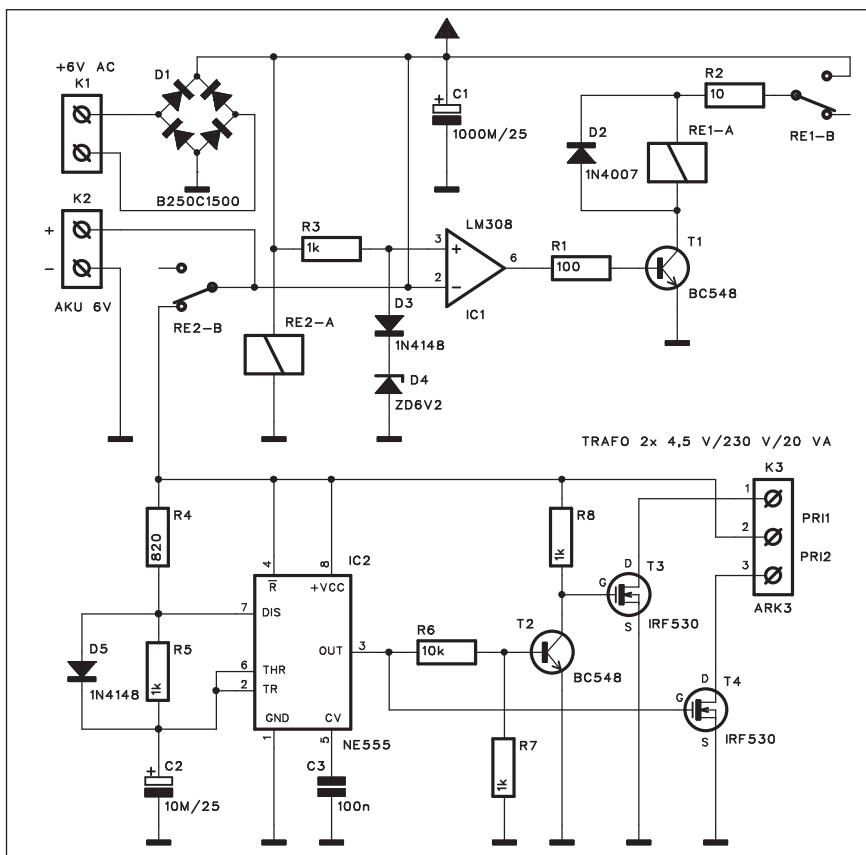 +6V AC
K1
D1
B250C1500
K2
+
-
AKU 6V
RE2-B
RE2-A
R3
1k
+
C1
1000M/25
LM308
3
+
2
-
6
IC1
D3
1N4148
D4
ZD6V2
R1
100
D2
1N4007
RE1-A
R2
10
RE1-B
T1
BC548
TRAFO 2x 4,5 V/230 V/20 VA
K3
1
PRI1
2
PRI2
3
ARK3
R4
820
D5
1N4148
R5
1k
+
C2
10M/25
IC2
4
8
R
+VCC
7
DIS
6
THR
2
TR
OUT
3
GND
CV
1
5
NE555
C3
100n
R6
10k
R7
1k
T2
BC548
R8
1k
D
G
S
T3
IRF530
D
G
S
T4
IRF530